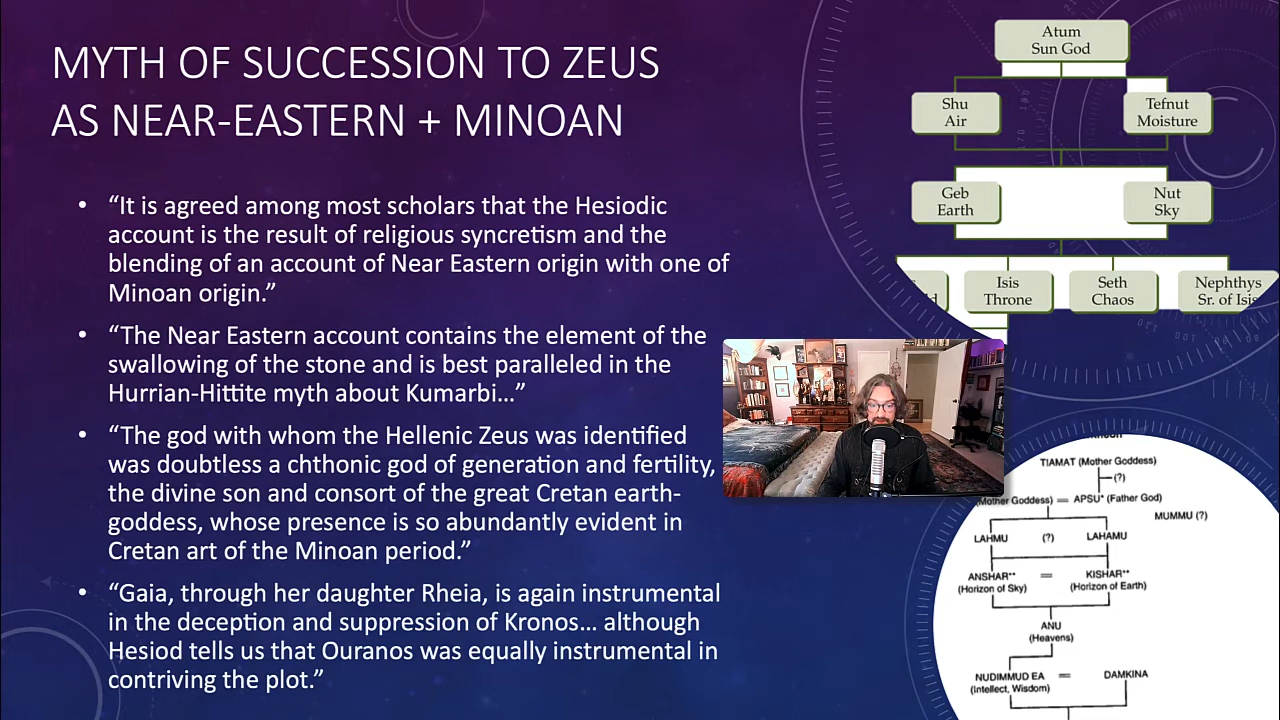 MYTH OF SUCCESSION TO ZEUS
AS NEAR-EASTERN + MINOAN
• “It is agreed among most scholars that the Hesiodic
account is the result of religious syncretism and the
blending of an account of Near Eastern origin with one of
Minoan origin.”
• “The Near Eastern account contains the element of the
swallowing of the stone and is best paralleled in the
Hurrian-Hittite myth about Kumarbi…”
• “The god with whom the Hellenic Zeus was identified
was doubtless a chthonic god of generation and fertility,
the divine son and consort of the great Cretan earth-
goddess, whose presence is so abundantly evident in
Cretan art of the Minoan period.”
• “Gaia, through her daughter Rheia, is again instrumental
in the deception and suppression of Kronos… although
Hesiod tells us that Ouranos was equally instrumental in
contriving the plot.”
Atum
Sun God
Shu
Air
Tefnut
Moisture
Geb
Earth
Nut
Sky
Isis
Throne
Seth
Chaos
Nephthys
Sr. of Isis
TIAMAT (Mother Goddess)
(?)
(Mother Goddess) = APSU* (Father God)
MUMMU (?)
LAHMU (?) LAHAMU
ANSHAR** = KISHAR**
(Horizon of Sky) (Horizon of Earth)
ANU
(Heavens)
NUDIMMUD EA = DAMKINA
(Intellect, Wisdom)